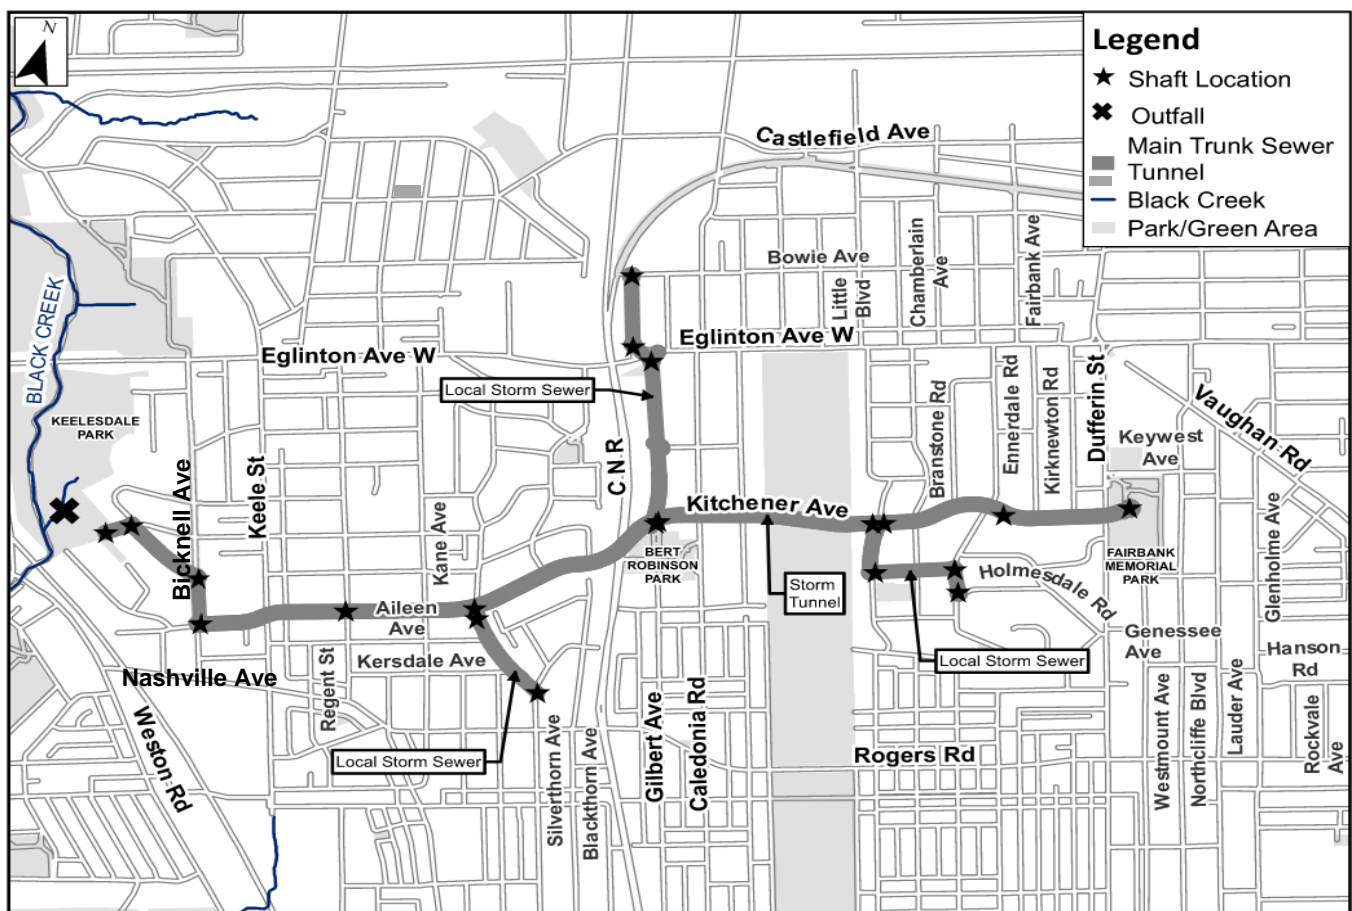 N
Legend
Shaft Location
Outfall
Main Trunk Sewer
Tunnel
Black Creek
Park/Green Area
Castlefield Ave
Bowie Ave
Little
Blvd
Chamberlain
Ave
Fairbank Ave
BLACK CREEK
Eglinton Ave W
Eglinton Ave W
Local Storm Sewer
KEELESDALE
PARK
Bicknell Ave
Keele St
Kane Ave
C.N.R
Kitchener Ave
Branstone Rd
Ennerdale Rd
Kirknewton Rd
Dufferin St
Vaughan Rd
Keywest
Ave
Glenholme Ave
BERT
ROBINSON
PARK
FAIRBANK
MEMORIAL
PARK
Storm
Tunnel
Holmesdale Rd
Aileen
Ave
Genessee
Ave
Hanson
Rd
Local Storm Sewer
Kersdale Ave
Nashville Ave
Regent St
Weston Rd
Local Storm Sewer
Silverthorn Ave
Blackthorn Ave
Gilbert Ave
Caledonia Rd
Rogers Rd
Westmount Ave
Northcliffe Blvd
Lauder Ave
Rockvale
Ave